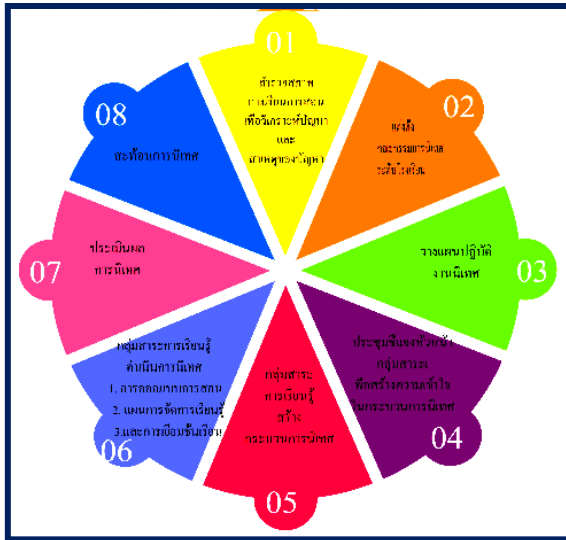 01
สำรวจสภาพ
การเรียนการสอน
เพื่อวิเคราะห์ปัญหา
และ
สาเหตุของปัญหา
02
แต่งตั้ง
คณะกรรมการนิเทศ
ระดับโรงเรียน
03
วางแผนปฏิบัติ
งานนิเทศ
04
ประชุมชี้แจงหัวหน้า
กลุ่มสาระฯ
เพื่อสร้างความเข้าใจ
ในกระบวนการนิเทศ
05
กลุ่มสาระ
การเรียนรู้
สร้าง
กระบวนการนิเทศ
06
กลุ่มสาระการเรียนรู้
ดำเนินการนิเทศ
1. การออกแบบการสอน
2. แผนการจัดการเรียนรู้
3.และการเยี่ยมชั้นเรียน
07
ประเมินผล
การนิเทศ
08
สะท้อนการนิเทศ